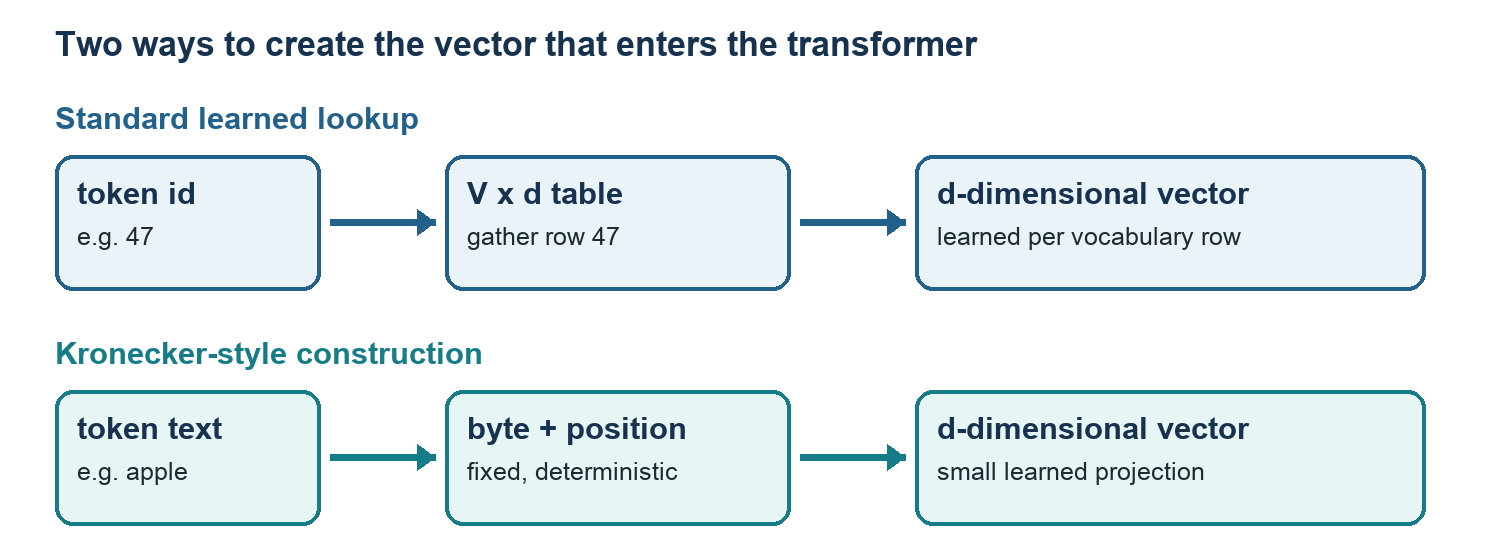 Two ways to create the vector that enters the transformer
Standard learned lookup
token id
e.g. 47
V x d table
gather row 47
d-dimensional vector
learned per vocabulary row
Kronecker-style construction
token text
e.g. apple
byte + position
fixed, deterministic
d-dimensional vector
small learned projection